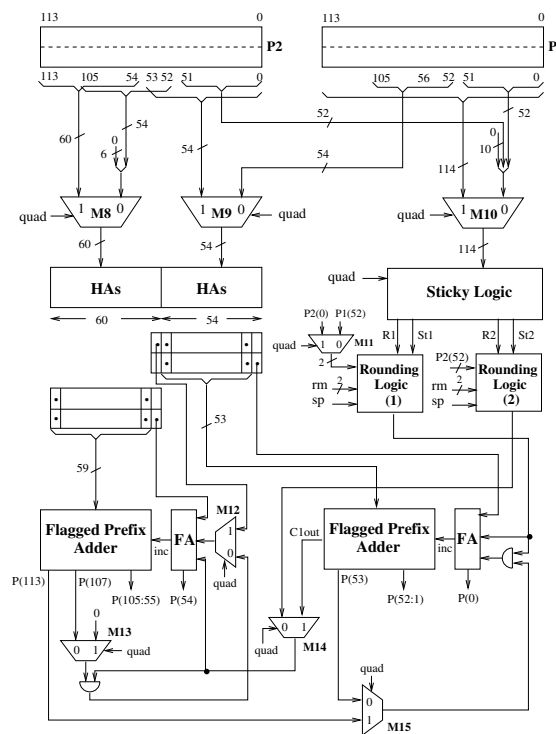 113 0 113 0
P2 P
113 105 54 53 52 51 0 105 56 52 51 0
60 0 6 54 54 52 54 114 0 10 52
1 M8 0 1 M9 0 1 M10 0
quad quad quad
60 54 114
HAs HAs quad Sticky Logic
60 54
P2(0) P1(52) R1 St1 R2 St2
quad 1 0 M11
2 P2(52)
rm 2 Rounding Logic (1) rm 2 Rounding Logic (2)
sp sp
53
59
M12
1
0
Flagged Prefix Adder inc FA C1out Flagged Prefix Adder inc FA
quad
P(113) P(107) P(105:55) P(54) P(53) P(52:1) P(0)
0
M13
0 1 quad
quad 0 1 M14
quad
0
1
M15